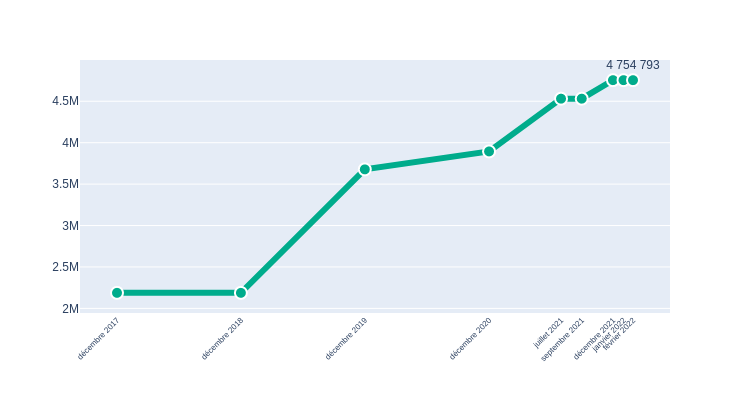 4 754 793
4.5M
4M
3.5M
3M
2.5M
2M
décembre 2017
décembre 2018
décembre 2019
décembre 2020
juillet 2021
septembre 2021
décembre 2021
janvier 2022
février 2022